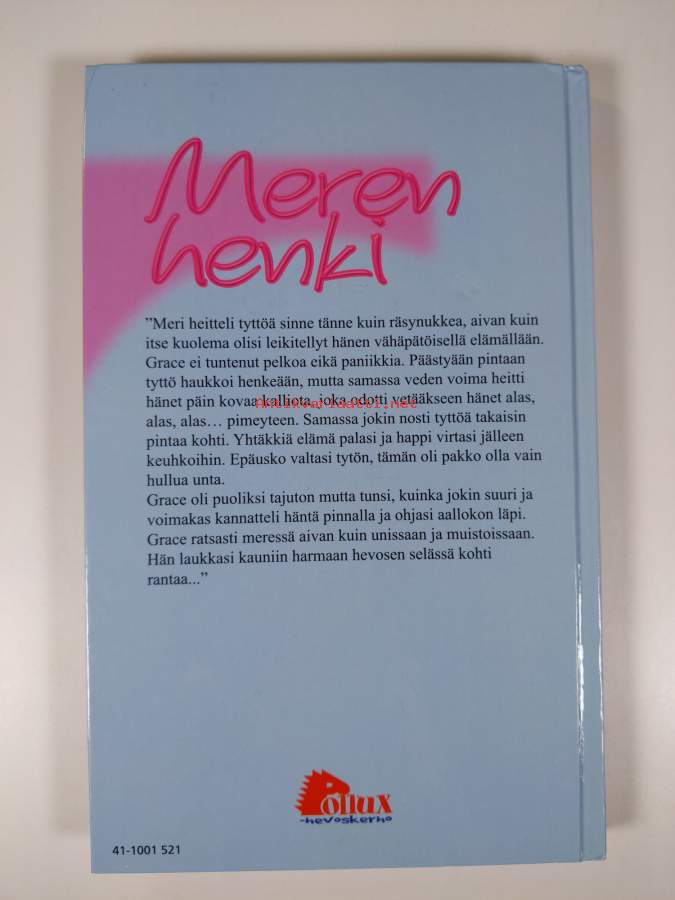 Meren
henki
”Meri heitteli tyttöä sinne tänne kuin räsynukkea, aivan kuin
itse kuolema olisi leikitellyt hänen vähäpätöisellä elämällään.
Grace ei tuntenut pelkoa eikä paniikkia. Päästyään pintaan
tyttö haukkoi henkeään, mutta samassa veden voima heitti
hänet päin kovaa kalliota, joka odotti vetääkseen hänet alas,
Antikvariaatti.net
alas, alas… pimeyteen. Samassa jokin nosti tyttöä takaisin
pintaa kohti. Yhtäkkiä elämä palasi ja happi virtasi jälleen
keuhkoihin. Epäusko valtasi tytön, tämän oli pakko olla vain
hullua unta.
Grace oli puoliksi tajuton mutta tunsi, kuinka jokin suuri ja
voimakas kannatteli häntä pinnalla ja ohjasi aallokon läpi.
Grace ratsasti meressä aivan kuin unissaan ja muistoissaan.
Hän laukkasi kauniin harmaan hevosen selässä kohti
rantaa...”
Pollux
-hevoskerho
41-1001 521